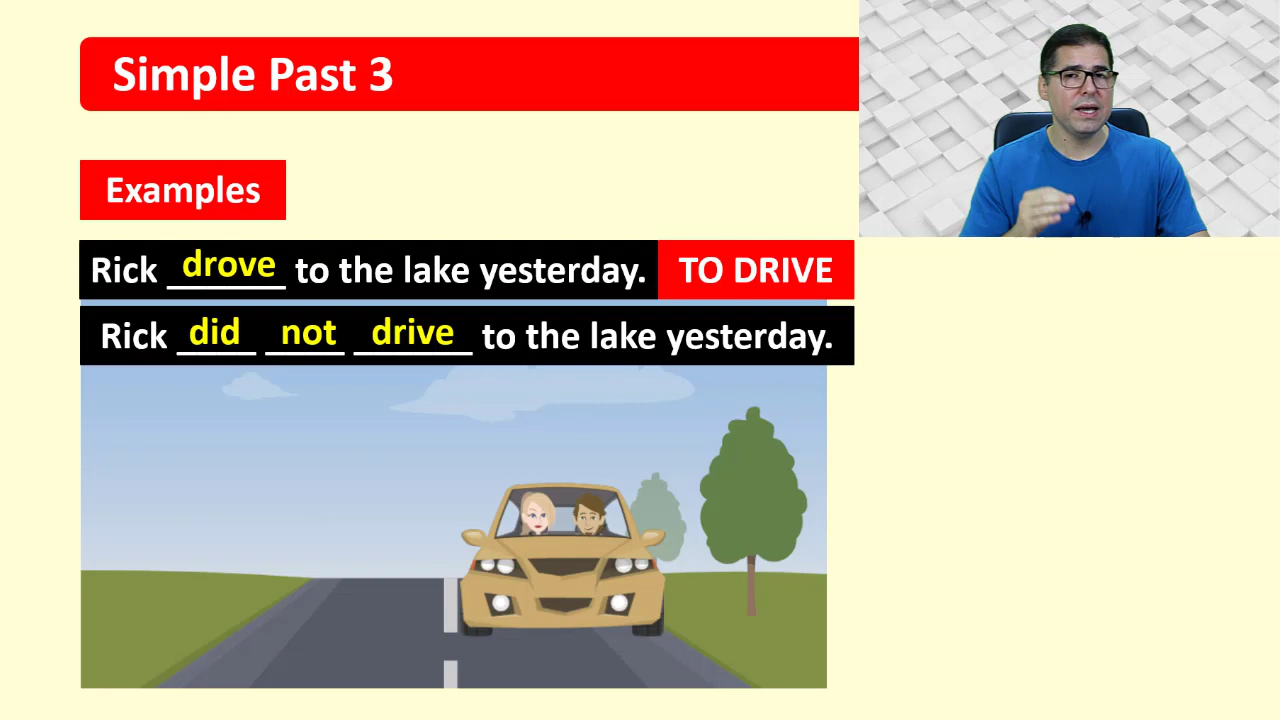 Simple Past 3
Examples
Rick drove to the lake yesterday. TO DRIVE
Rick did not drive to the lake yesterday.